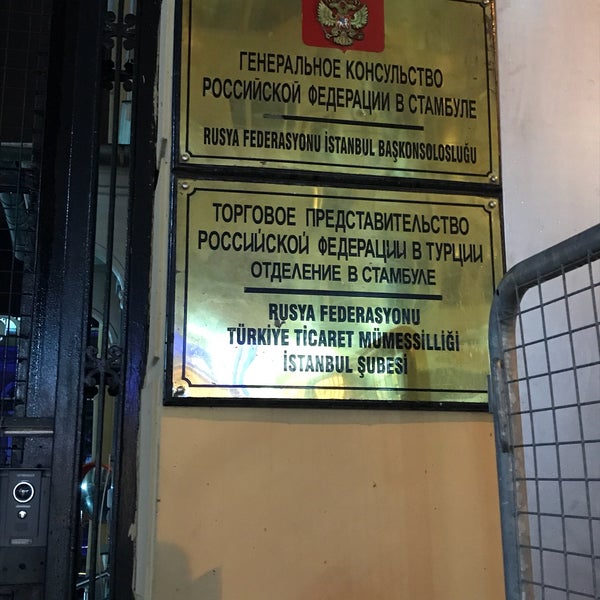 ГЕНЕРАЛЬНОЕ КОНСУЛЬСТВО
РОССИЙСКОЙ ФЕДЕРАЦИИ В СТАМБУЛЕ
RUSYA FEDERASYONU İSTANBUL BAŞKONSOLOSLUĞU
ТОРГОВОЕ ПРЕДСТАВИТЕЛЬСТВО
РОССИЙСКОЙ ФЕДЕРАЦИИ В ТУРЦИИ
ОТДЕЛЕНИЕ В СТАМБУЛЕ
RUSYA FEDERASYONU
TÜRKİYE TİCARET MÜMESSİLLİĞİ
İSTANBUL ŞUBESİ